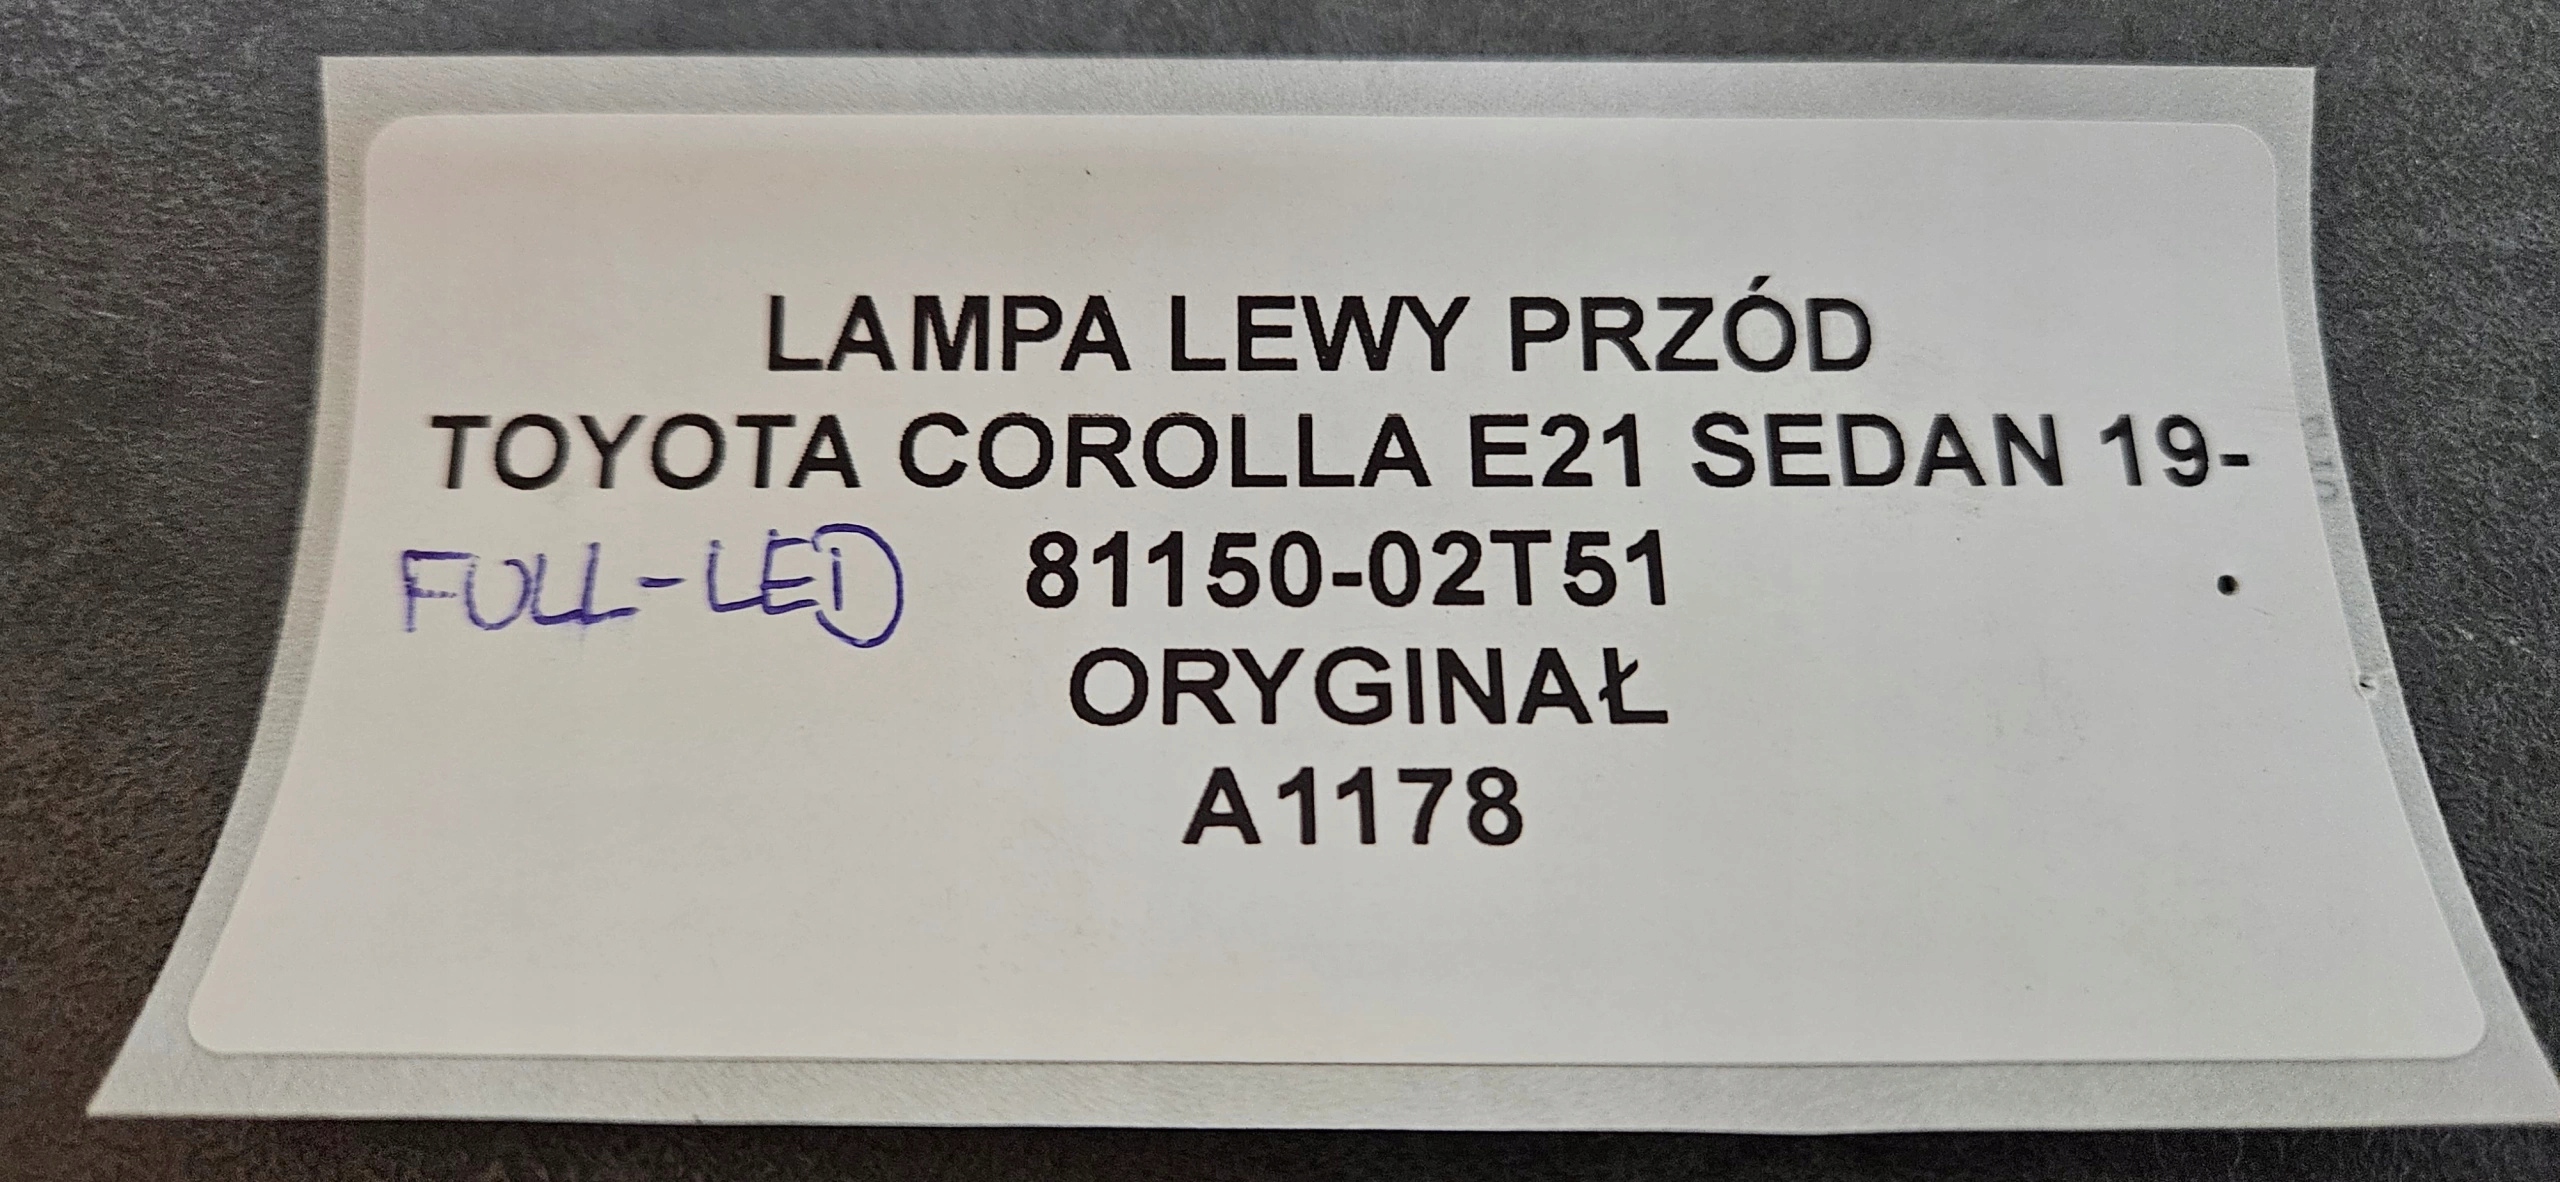 LAMPA LEWY PRZÓD
TOYOTA COROLLA E21 SEDAN 19-
FULL-LED 81150-02T51
ORYGINAŁ
A1178